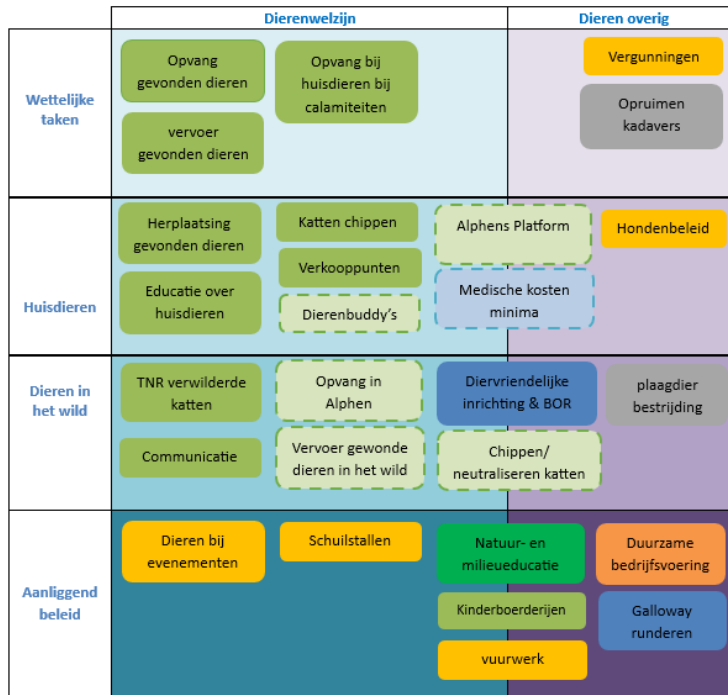 Dierenwelzijn
Dieren overig
Wettelijke
taken
Opvang
gevonden dieren
Opvang bij
huisdieren bij
calamiteiten
vervoer
gevonden dieren
Vergunningen
Opruimen
kadavers
Huisdieren
Herplaatsing
gevonden dieren
Katten chippen
Alphens Platform
Hondenbeleid
Verkooppunten
Educatie over
huisdieren
Medische kosten
minima
Dierenbuddy's
Dieren in
het wild
TNR verwilderde
katten
Opvang in
Alphen
Diervriendelijke
inrichting & BOR
plaagdier
bestrijding
Communicatie
Vervoer gewonde
dieren in het wild
Chippen/
neutraliseren katten
Aanliggend
beleid
Dieren bij
evenementen
Schuilstallen
Natuur- en
milieueducatie
Duurzame
bedrijfsvoering
Kinderboerderijen
Galloway
runderen
vuurwerk